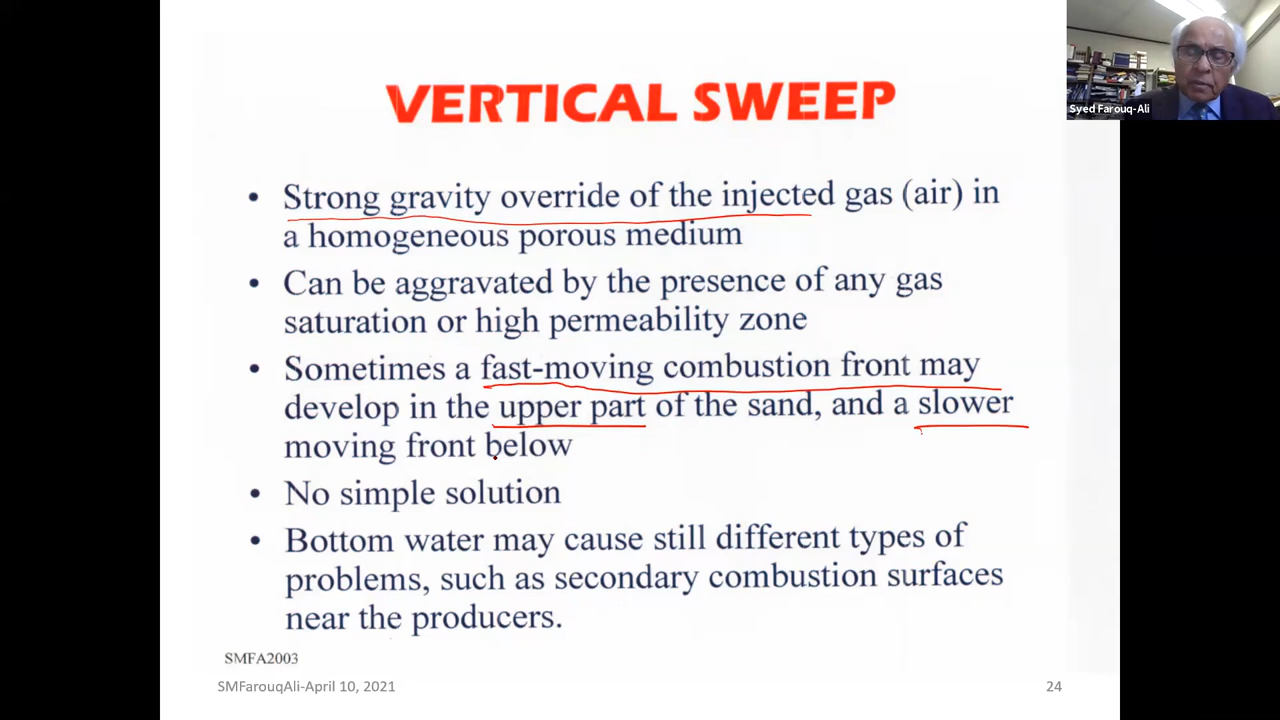 VERTICAL SWEEP
Syed Farouq-Ali
• Strong gravity override of the injected gas (air) in
a homogeneous porous medium
• Can be aggravated by the presence of any gas
saturation or high permeability zone
• Sometimes a fast-moving combustion front may
develop in the upper part of the sand, and a slower
moving front below
• No simple solution
• Bottom water may cause still different types of
problems, such as secondary combustion surfaces
near the producers.
SMFA2003
SMFarouqAli-April 10, 2021
24